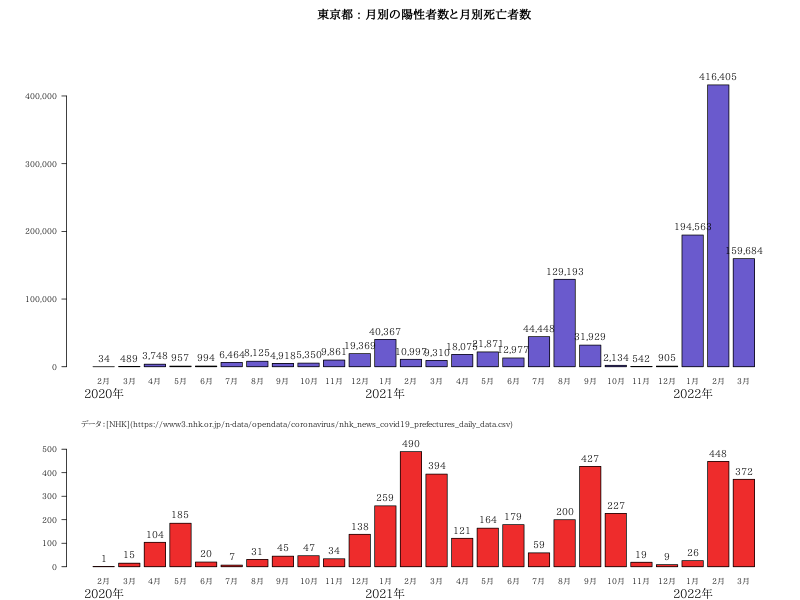 東京都 : 月別の陽性者数と月別死亡者数
416,405
400,000
300,000
200,000
194,563
159,684
129,193
100,000
40,367
44,448
31,929
34 489 3,748 957 994 6,464 8,125 4,918 5,350 9,861 19,369 10,997 9,310 18,075 21,871 12,977 2,134 542 905
0
2月 3月 4月 5月 6月 7月 8月 9月 10月 11月 12月 1月 2月 3月 4月 5月 6月 7月 8月 9月 10月 11月 12月 1月 2月 3月
2020年 2021年 2022年
データ:[NHK](https://www3.nhk.or.jp/n-data/opendata/coronavirus/nhk_news_covid19_prefectures_daily_data.csv)
500
400
300
200
100
0
1 15 104 185 20 7 31 45 47 34 138 259 490 394 121 164 179 59 200 427 227 19 9 26 448 372
2月 3月 4月 5月 6月 7月 8月 9月 10月 11月 12月 1月 2月 3月 4月 5月 6月 7月 8月 9月 10月 11月 12月 1月 2月 3月
2020年 2021年 2022年